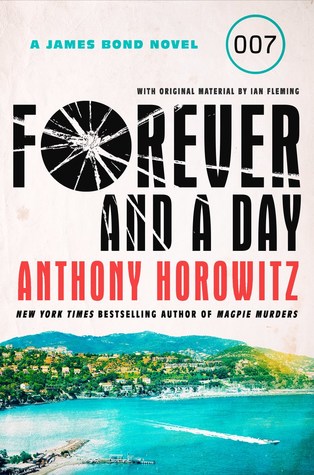 A JAMES BOND NOVEL
007
WITH ORIGINAL MATERIAL BY IAN FLEMING
FOREVER
AND A DAY
ANTHONY HOROWITZ
NEW YORK TIMES BESTSELLING AUTHOR OF MAGPIE MURDERS